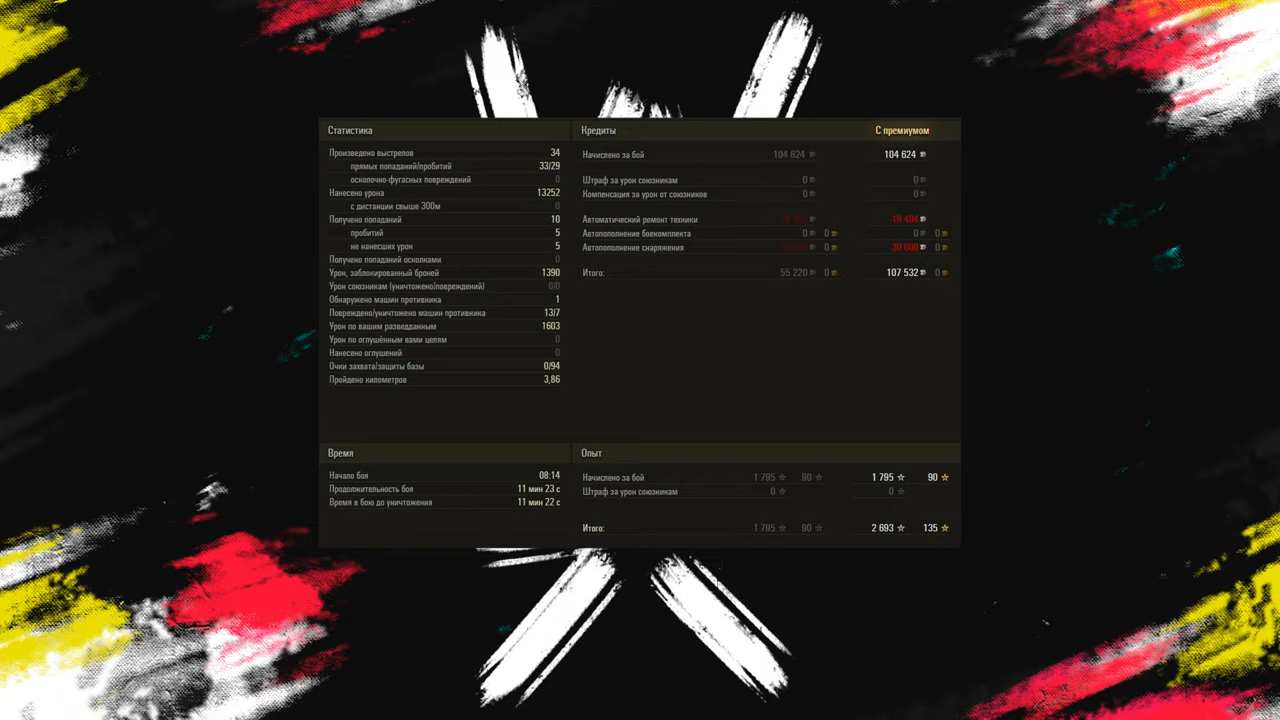 Статистика
Произведено выстрелов 34
прямых попаданий/пробитий 33/29
осколочно-фугасных повреждений 0
Нанесено урона 13252
с дистанции свыше 300м 0
Получено попаданий 10
пробитий 5
не нанесших урон 5
Получено попаданий осколками 0
Урон, заблокированный броней 1390
Урон союзникам (уничтожено/повреждений) 0/0
Обнаружено машин противника 1
Повреждено/уничтожено машин противника 13/7
Урон по вашим разведданным 1603
Урон по оглушённым вами целям 0
Нанесено оглушений 0
Очки захвата/защиты базы 0/94
Пройдено километров 3,86
Кредиты С премиумом
Начислено за бой 104 624 104 624
Штраф за урон союзникам 0 0
Компенсация за урон от союзников 0 0
Автоматический ремонт техники -19 404
Автопополнение боекомплекта 0 0 0 0
Автопополнение снаряжения -30 000
Итого: 55 220 0 107 532 0
Время
Начало боя 08:14
Продолжительность боя 11 мин 23 с
Время в бою до уничтожения 11 мин 22 с
Опыт
Начислено за бой 1 795 90 1 795 90
Штраф за урон союзникам 0 0
Итого: 1 795 90 2 693 135